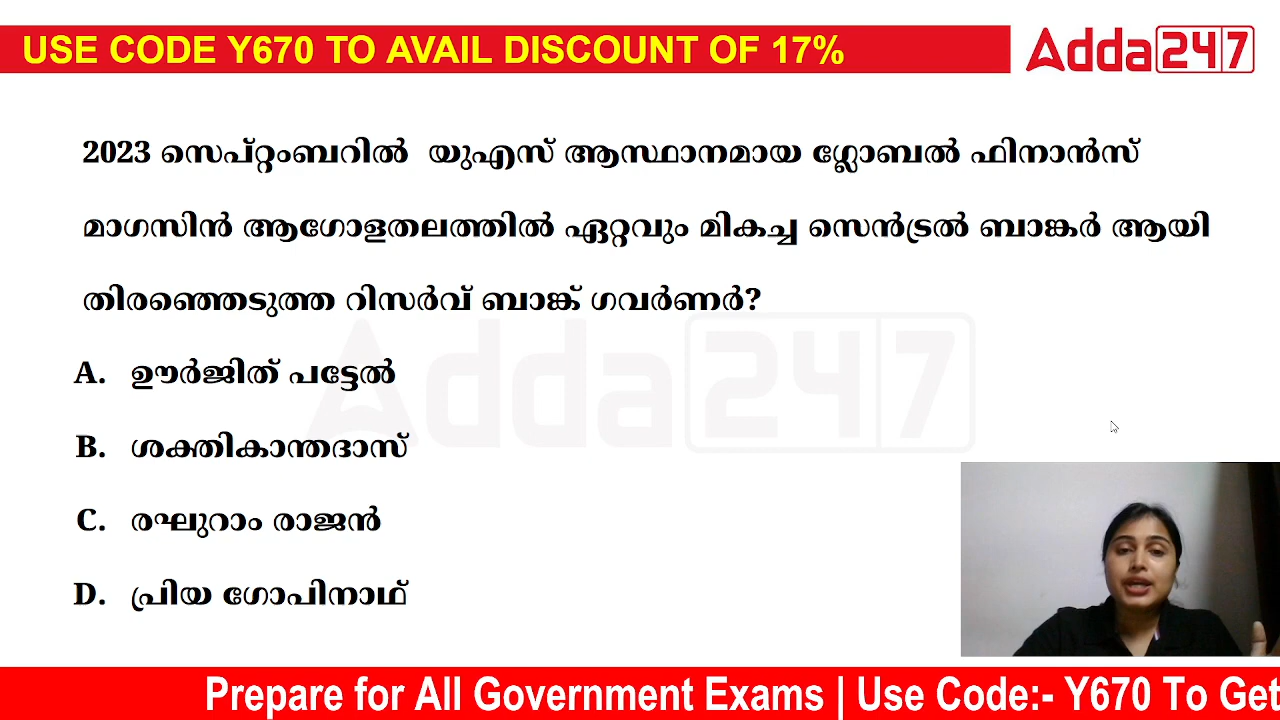 USE CODE Y670 TO AVAIL DISCOUNT OF 17%
Adda247
2023 സെപ്റ്റംബറിൽ യുഎസ് ആസ്ഥാനമായ ഗ്ലോബൽ ഫിനാൻസ്
മാഗസിൻ ആഗോളതലത്തിൽ ഏറ്റവും മികച്ച സെൻട്രൽ ബാങ്കർ ആയി
തിരഞ്ഞെടുത്ത റിസർവ് ബാങ്ക് ഗവർണർ?
Adda247
A. ഊർജിത് പട്ടേൽ
B. ശക്തികാന്തദാസ്
C. രഘുറാം രാജൻ
D. പ്രിയ ഗോപിനാഥ്
Prepare for All Government Exams | Use Code:- Y670 To Get